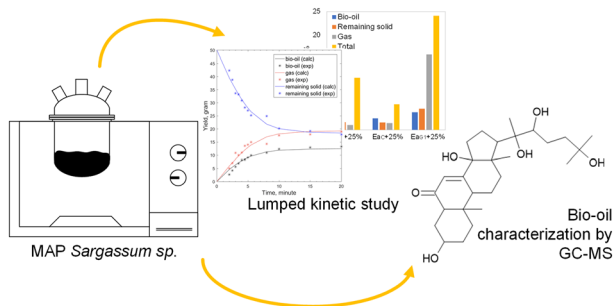 25
20
15
10
5
Bio-oil
Remaining solid
Gas
Total
+25%
Eac+25%
Eas1+25%
50
45
40
35
30
25
20
15
10
5
0
bio-oil (calc)
bio-oil (exp)
gas (calc)
gas (exp)
remaining solid (calc)
remaining solid (exp)
Yield, gram
0 5 10 15 20
Time, minute
Lumped kinetic study
MAP Sargassum sp.
OH
HO
OH
OH
O
HO
Bio-oil
characterization by
GC-MS